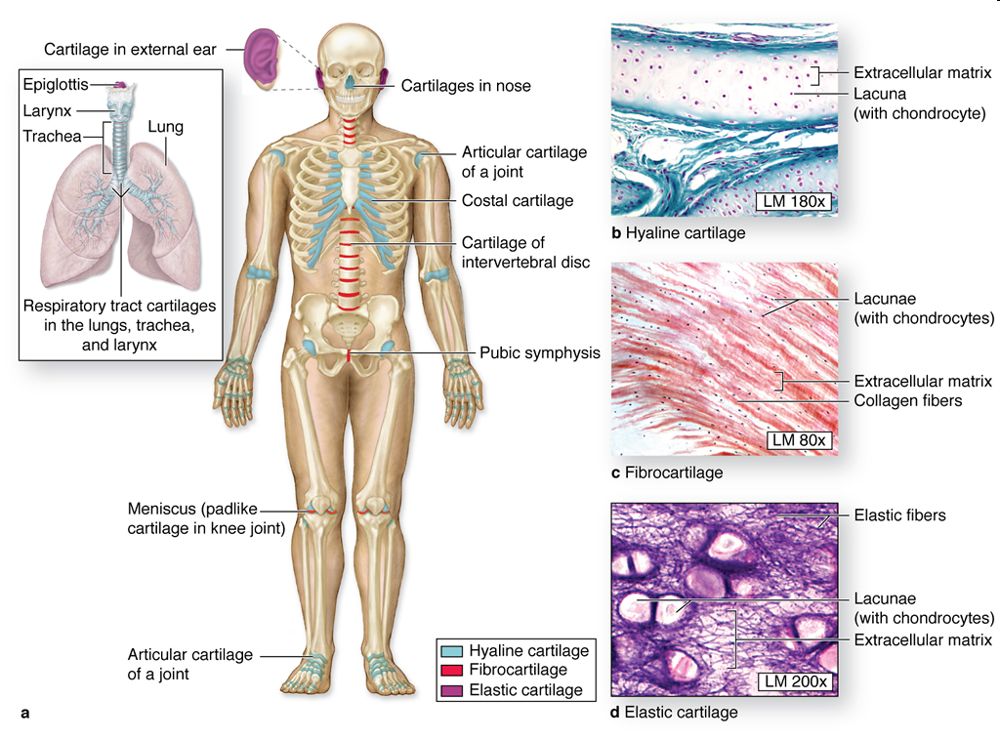 Cartilage in external ear
Epiglottis
Larynx
Trachea
Lung
Respiratory tract cartilages
in the lungs, trachea,
and larynx
Cartilages in nose
Articular cartilage
of a joint
Costal cartilage
Cartilage of
intervertebral disc
Pubic symphysis
Meniscus (padlike
cartilage in knee joint)
Articular cartilage
of a joint
Hyaline cartilage
Fibrocartilage
Elastic cartilage
a
Extracellular matrix
Lacuna
(with chondrocyte)
LM 180x
b Hyaline cartilage
Lacunae
(with chondrocytes)
Extracellular matrix
Collagen fibers
LM 80x
c Fibrocartilage
Elastic fibers
Lacunae
(with chondrocytes)
Extracellular matrix
LM 200x
d Elastic cartilage